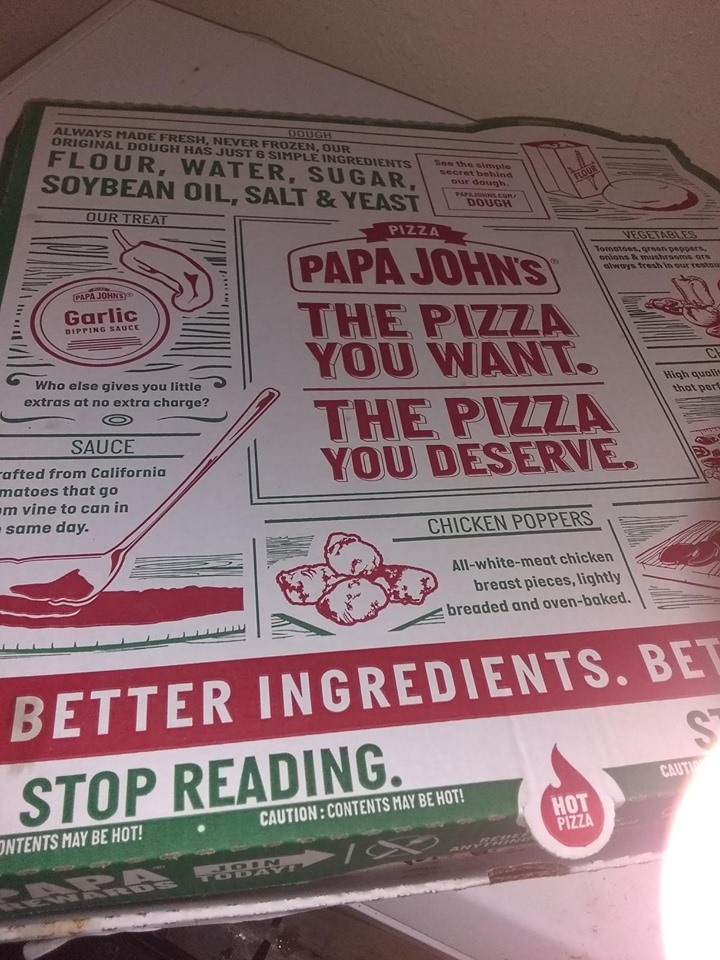 DOUGH
ALWAYS MADE FRESH, NEVER FROZEN, OUR
ORIGINAL DOUGH HAS JUST 6 SIMPLE INGREDIENTS
FLOUR, WATER, SUGAR,
SOYBEAN OIL, SALT & YEAST
See the simple
secret behind
our dough.
PAPAJOHNS.COM/
DOUGH
FLOUR
OUR TREAT
PAPA JOHN'S
Garlic
DIPPING SAUCE
Who else gives you little
extras at no extra charge?
PIZZA
PAPA JOHN'S®
THE PIZZA
YOU WANT.
THE PIZZA
YOU DESERVE.
VEGETABLES
Tomatoes, green peppers,
onions & mushrooms are
always fresh in our
High
that
SAUCE
rafted from California
matoes that go
om vine to can in
same day.
CHICKEN POPPERS
All-white-meat chicken
breast pieces, lightly
breaded and oven-baked.
BETTER INGREDIENTS. BET
STOP READING.
ST
CAUTION: CONTENTS MAY BE HOT!
ONTENTS MAY BE HOT!
CAUTIO
HOT
PIZZA
PAPA
REWARDS
JOIN
TODAY!